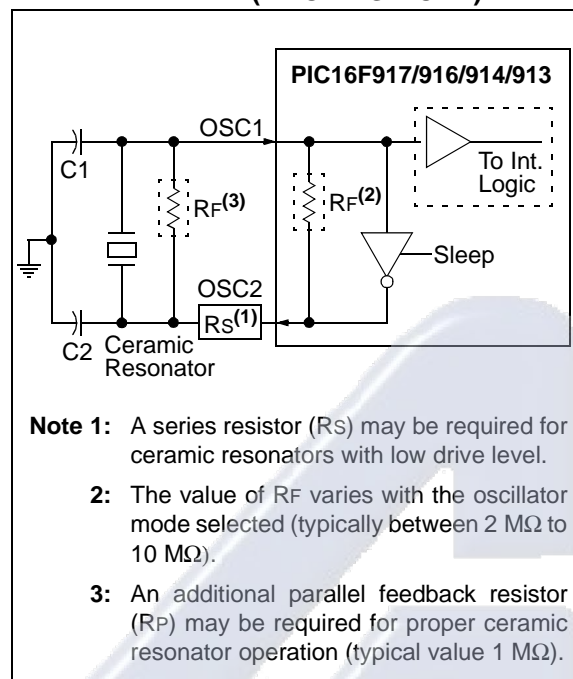 PIC16F917/916/914/913
OSC1
C1
To Int.
Logic
RF(3)
RF(2)
Sleep
OSC2
RS(1)
C2 Ceramic
Resonator
Note 1: A series resistor (RS) may be required for
ceramic resonators with low drive level.
2: The value of RF varies with the oscillator
mode selected (typically between 2 MΩ to
10 MΩ).
3: An additional parallel feedback resistor
(RP) may be required for proper ceramic
resonator operation (typical value 1 MΩ).